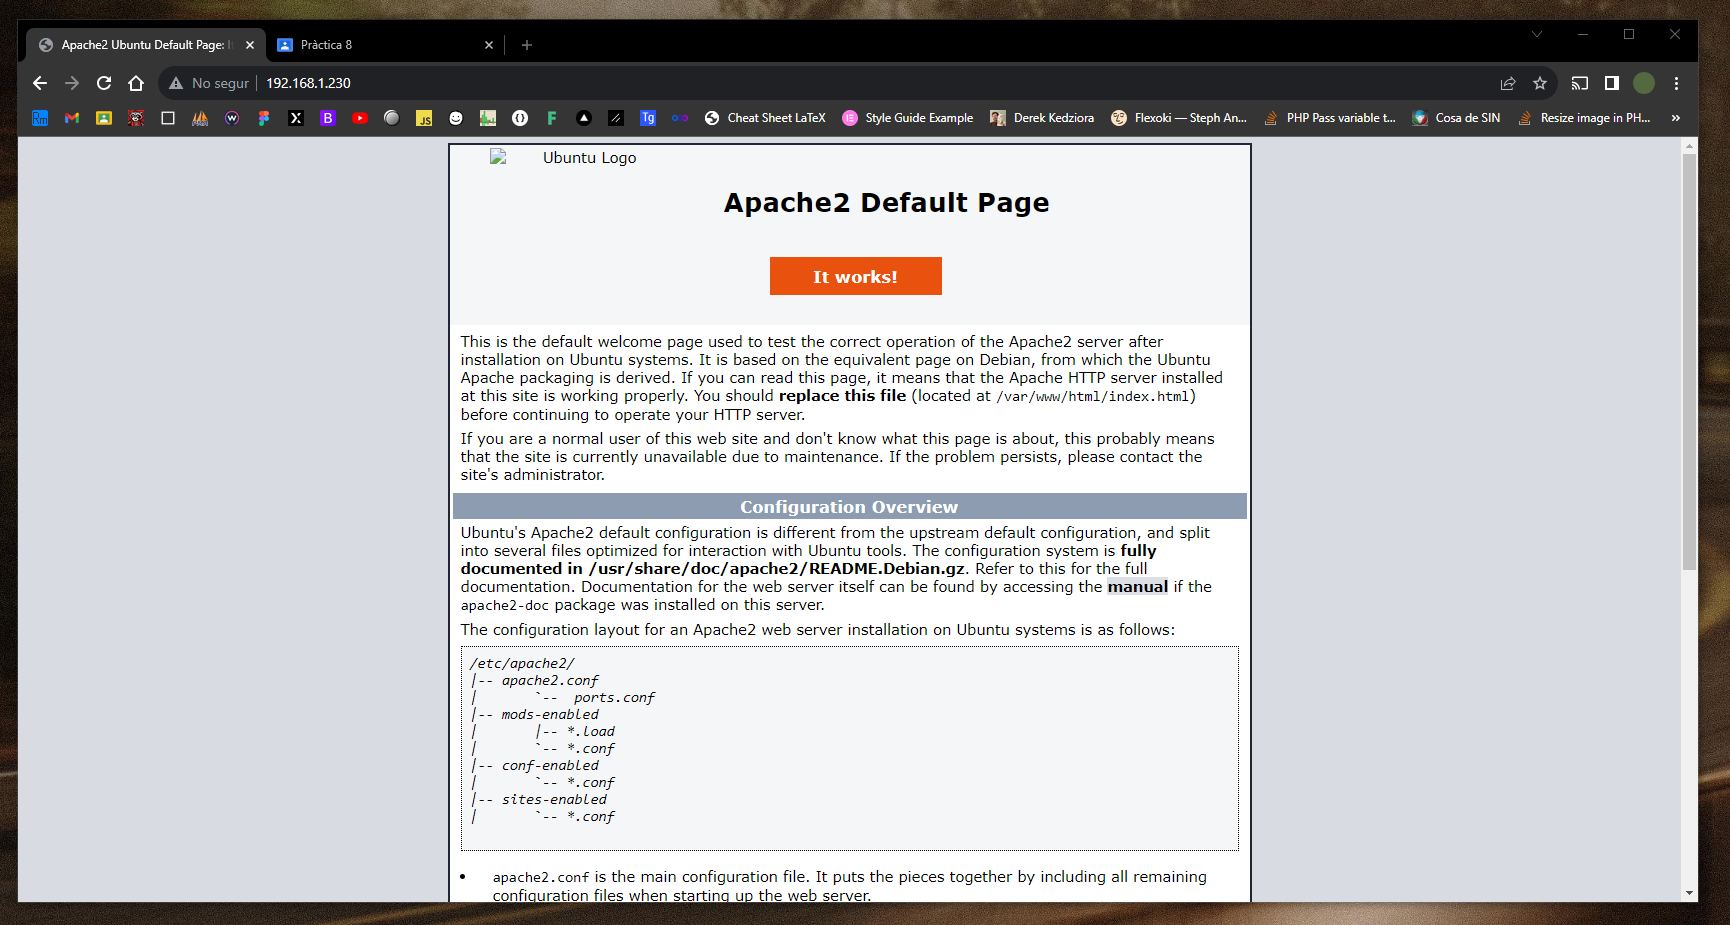 Apache2 Ubuntu Default Page: I
Pràctica 8
No segur
192.168.1.230
Cheat Sheet LaTeX
Style Guide Example
Derek Kedziora
Flexoki — Steph An...
PHP Pass variable t...
Cosa de SIN
Resize image in PH...
»
Ubuntu Logo
Apache2 Default Page
It works!
This is the default welcome page used to test the correct operation of the Apache2 server after
installation on Ubuntu systems. It is based on the equivalent page on Debian, from which the Ubuntu
Apache packaging is derived. If you can read this page, it means that the Apache HTTP server installed
at this site is working properly. You should replace this file (located at /var/www/html/index.html)
before continuing to operate your HTTP server.
If you are a normal user of this web site and don't know what this page is about, this probably means
that the site is currently unavailable due to maintenance. If the problem persists, please contact the
site's administrator.
Configuration Overview
Ubuntu's Apache2 default configuration is different from the upstream default configuration, and split
into several files optimized for interaction with Ubuntu tools. The configuration system is fully
documented in /usr/share/doc/apache2/README.Debian.gz. Refer to this for the full
documentation. Documentation for the web server itself can be found by accessing the manual if the
apache2-doc package was installed on this server.
The configuration layout for an Apache2 web server installation on Ubuntu systems is as follows:
/etc/apache2/
|-- apache2.conf
|       `--  ports.conf
|-- mods-enabled
|       |-- *.load
|       `-- *.conf
|-- conf-enabled
|       `-- *.conf
|-- sites-enabled
|       `-- *.conf
• apache2.conf is the main configuration file. It puts the pieces together by including all remaining
configuration files when starting up the web server.